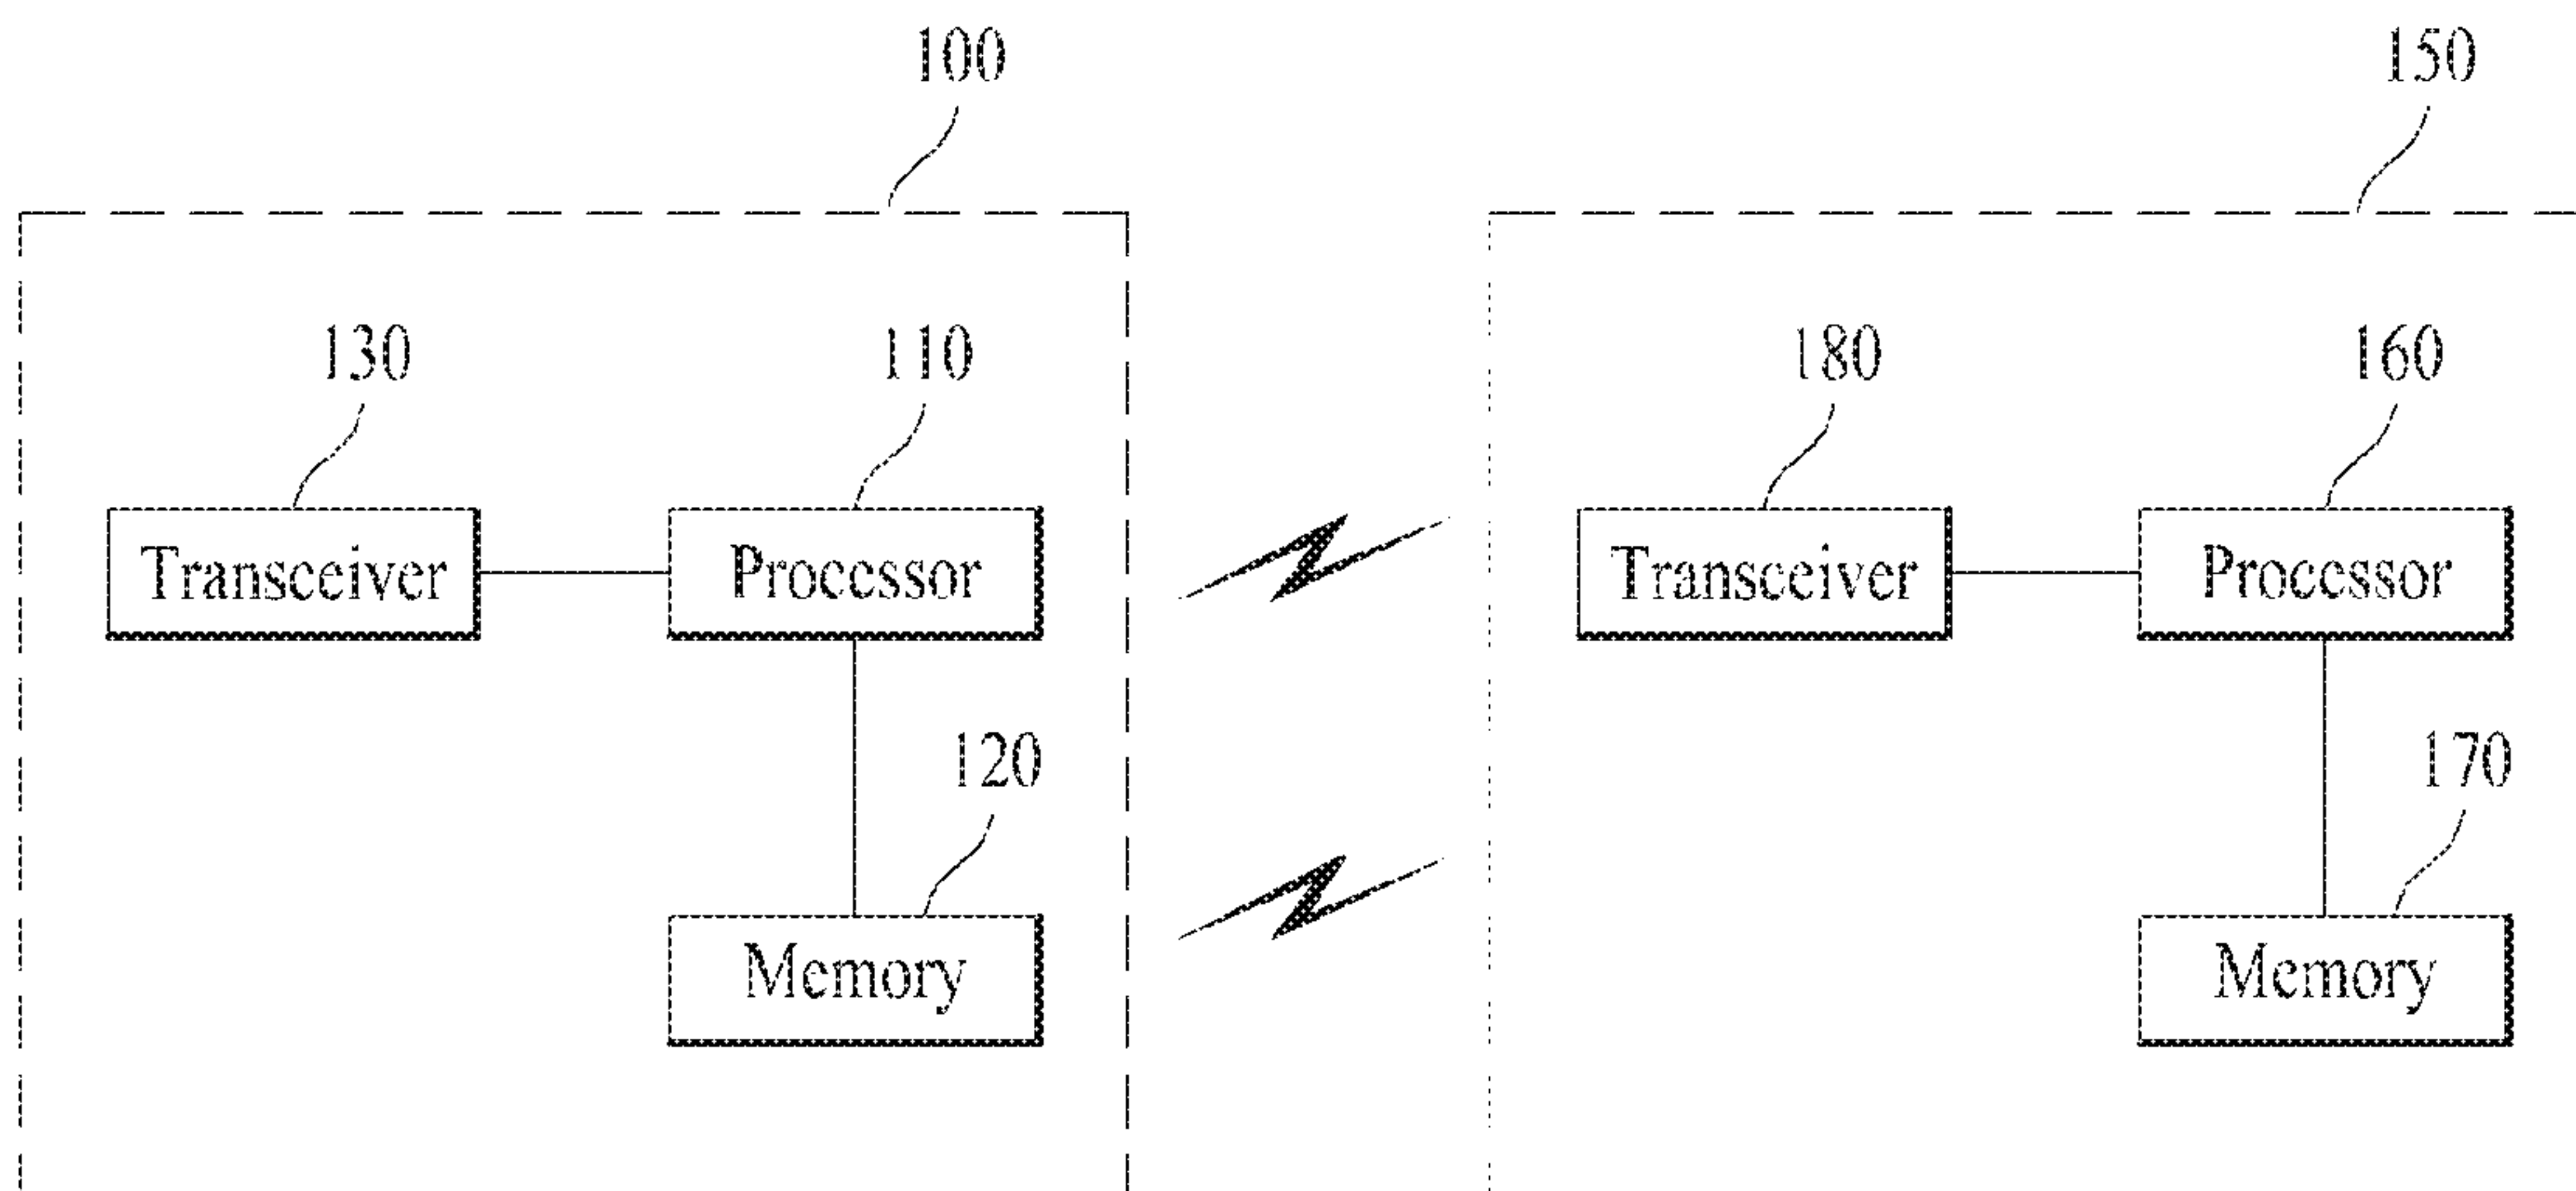 100
150
130
110
180
160
Transceiver
Processor
Transceiver
Processor
120
170
Memory
Memory